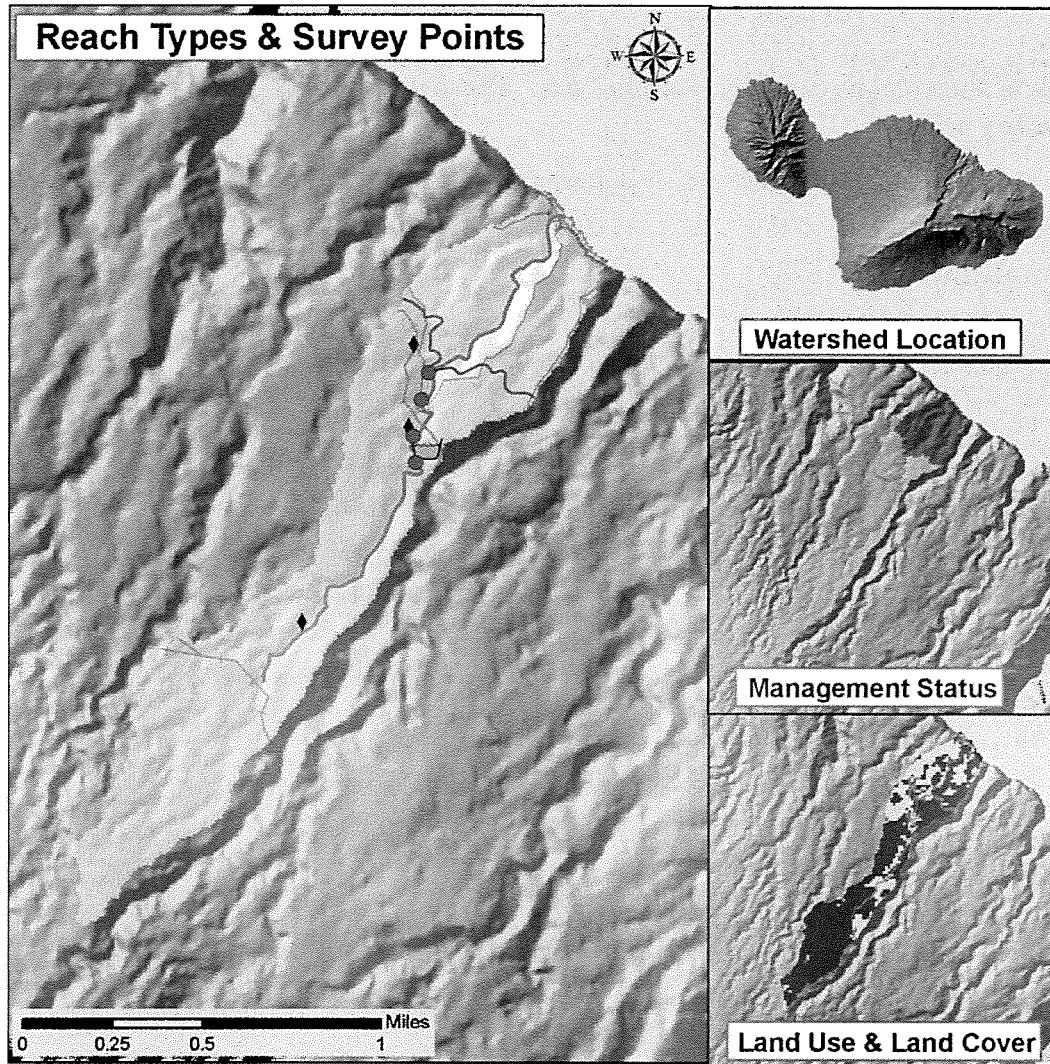 Reach Types & Survey Points
N
W E
S
Watershed Location
Management Status
Miles
0 0.25 0.5 1
Land Use & Land Cover